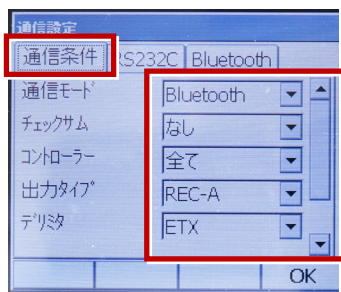 通信設定
通信条件 RS232C Bluetooth
通信モード Bluetooth
チェックサム なし
コントローラー 全て
出力タイプ REC-A
デリミタ ETX
OK